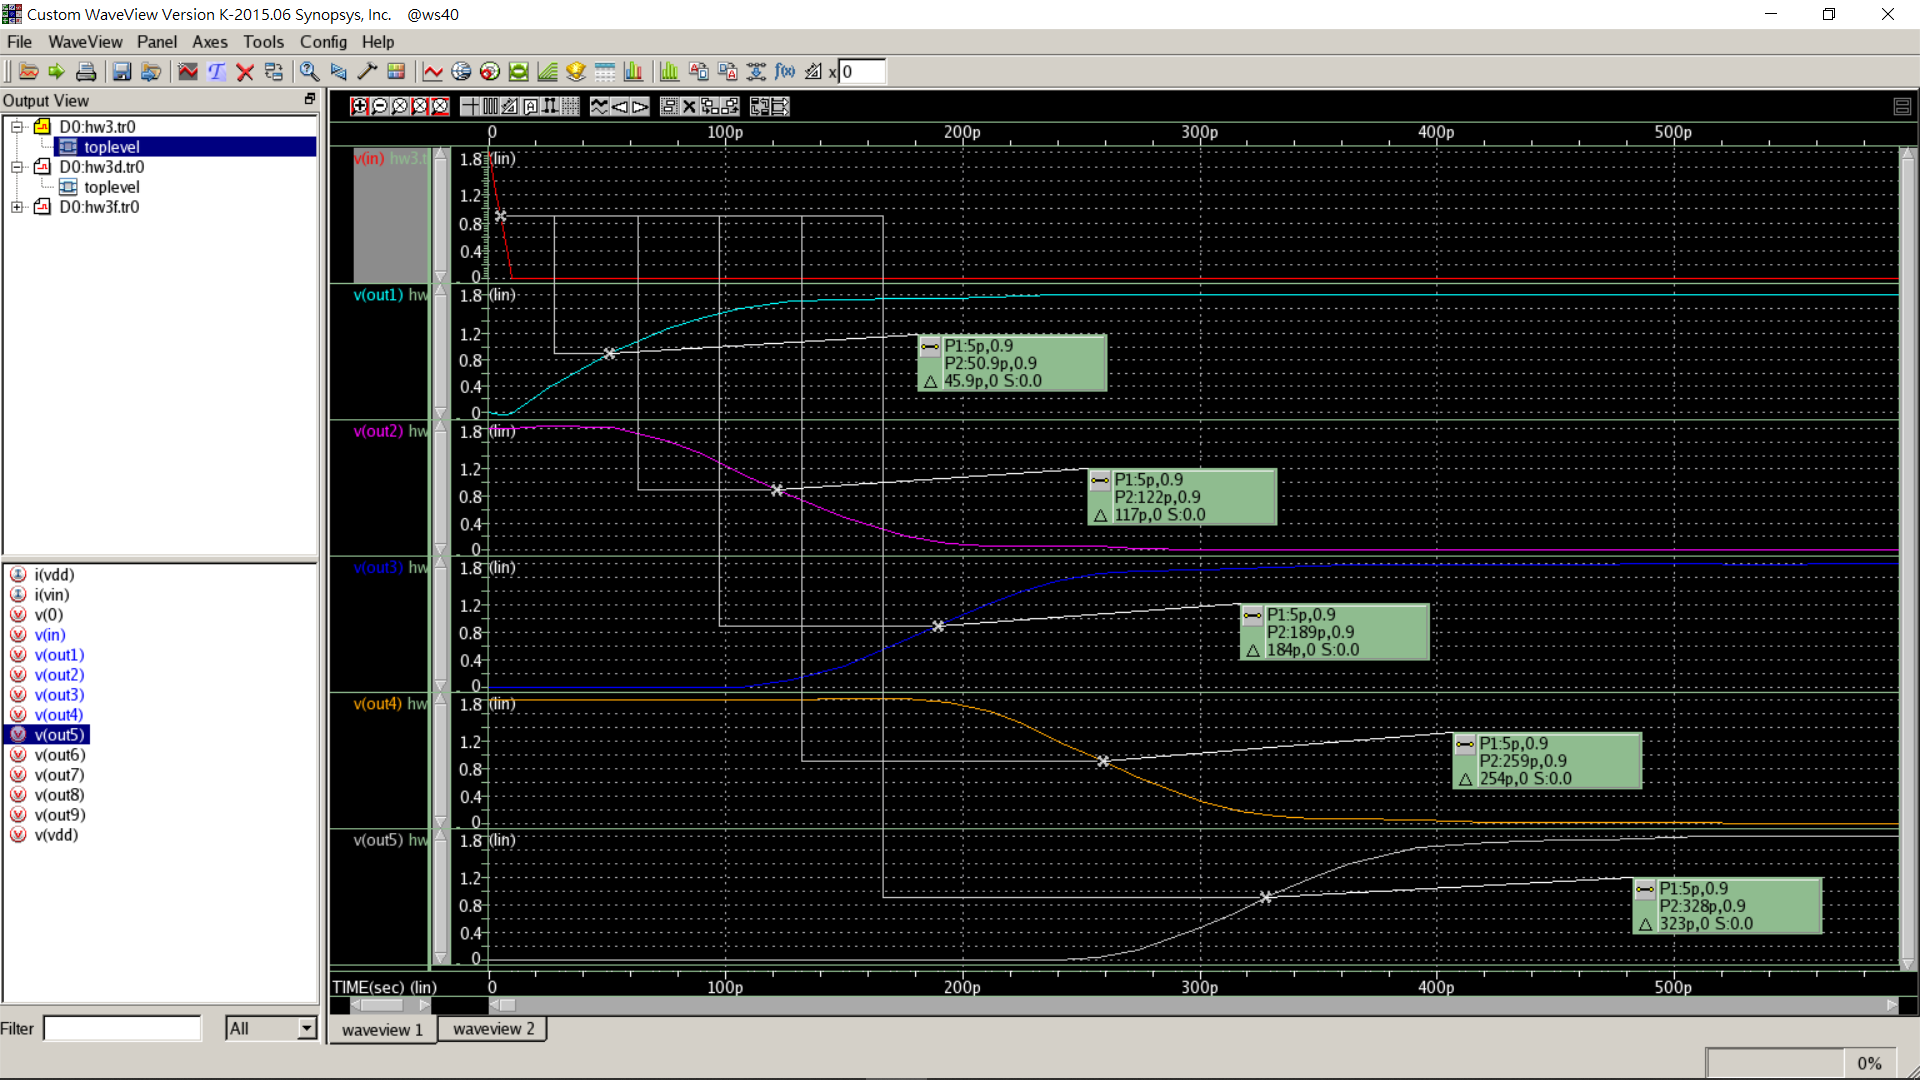 Custom WaveView Version K-2015.06 Synopsys, Inc. @ws40
File WaveView Panel Axes Tools Config Help
x 0
Output View
D0:hw3.tr0
toplevel
D0:hw3d.tr0
toplevel
D0:hw3f.tr0
i(vdd)
i(vin)
v(0)
v(in)
v(out1)
v(out2)
v(out3)
v(out4)
v(out5)
v(out6)
v(out7)
v(out8)
v(out9)
v(vdd)
Filter All
0 100p 200p 300p 400p 500p
v(in) hw3.t 1.8 (lin)
1.2
0.8
0.4
0
v(out1) hw 1.8 (lin)
1.2
0.8
0.4
0
P1:5p,0.9
P2:50.9p,0.9
△ 45.9p,0 S:0.0
v(out2) hw 1.8 (lin)
1.2
0.8
0.4
0
P1:5p,0.9
P2:122p,0.9
△ 117p,0 S:0.0
v(out3) hw 1.8 (lin)
1.2
0.8
0.4
0
P1:5p,0.9
P2:189p,0.9
△ 184p,0 S:0.0
v(out4) hw 1.8 (lin)
1.2
0.8
0.4
0
P1:5p,0.9
P2:259p,0.9
△ 254p,0 S:0.0
v(out5) hw 1.8 (lin)
1.2
0.8
0.4
0
P1:5p,0.9
P2:328p,0.9
△ 323p,0 S:0.0
TIME(sec) (lin) 0 100p 200p 300p 400p 500p
waveview 1 waveview 2
0%